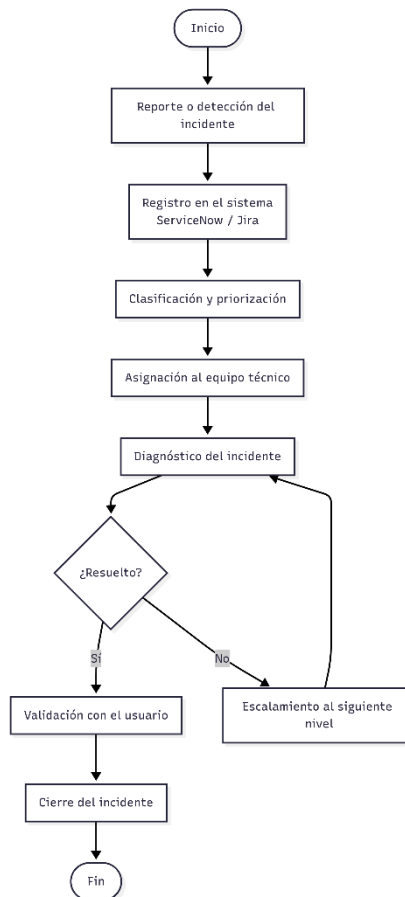 Inicio
Reporte o detección del
incidente
Registro en el sistema
ServiceNow / Jira
Clasificación y priorización
Asignación al equipo técnico
Diagnóstico del incidente
¿Resuelto?
Sí
No
Validación con el usuario
Escalamiento al siguiente
nivel
Cierre del incidente
Fin